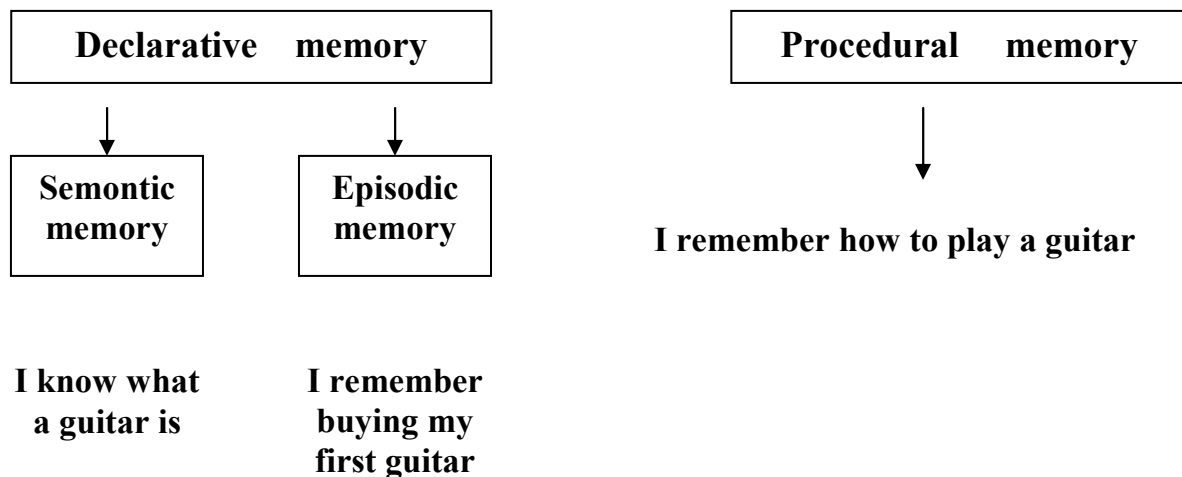 Declarative memory
Procedural memory
Semontic
memory
Episodic
memory
I remember how to play a guitar
I know what
a guitar is
I remember
buying my
first guitar